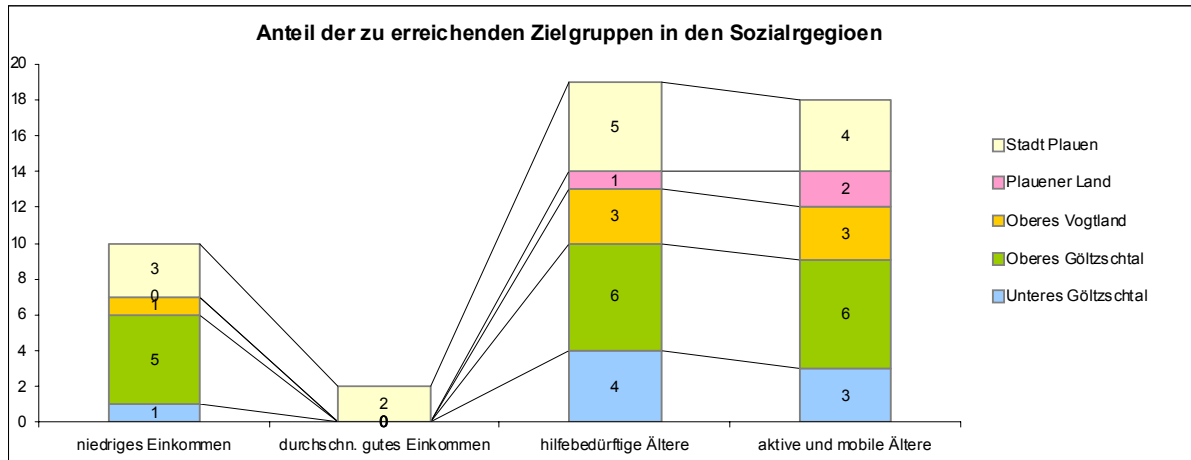 Anteil der zu erreichenden Zielgruppen in den Sozialrgegioen
20
18
16
14
12
10
8
6
4
2
0
3
0
1
5
1
2
0
5
1
3
6
4
4
2
3
6
3
niedriges Einkommen
durchschn. gutes Einkommen
hilfebedürftige Ältere
aktive und mobile Ältere
Stadt Plauen
Plauener Land
Oberes Vogtland
Oberes Göltzschtal
Unteres Göltzschtal